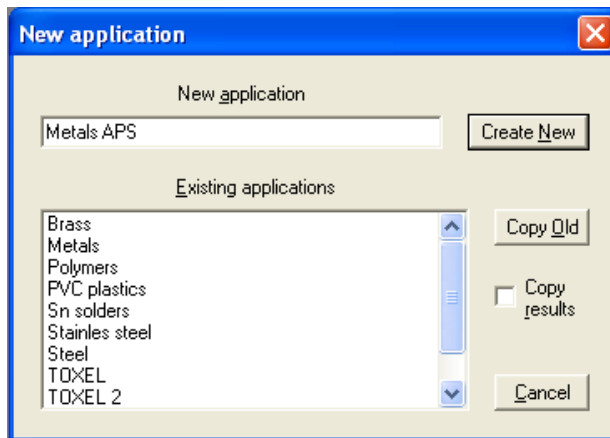 New application
New application
Metals APS
Create New
Existing applications
Brass
Metals
Polymers
PVC plastics
Sn solders
Stainles steel
Steel
TOXEL
TOXEL 2
Copy Old
Copy
results
Cancel